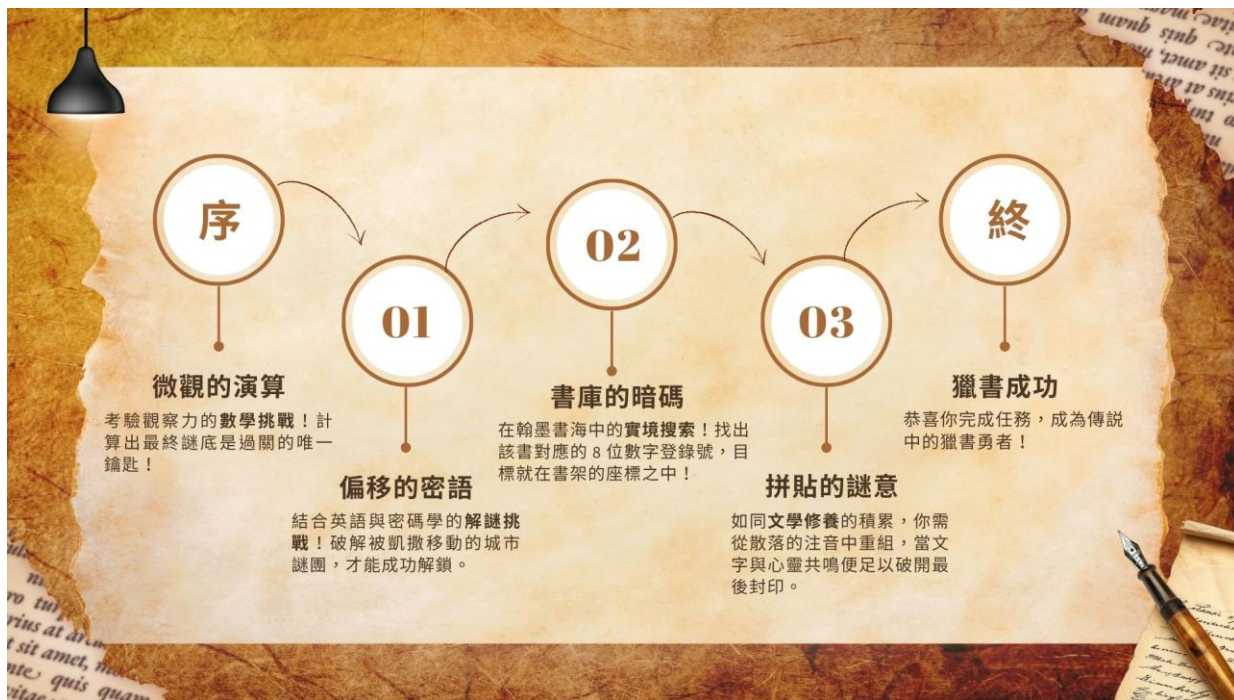 序
微觀的演算
考驗觀察力的數學挑戰！計
算出最終謎底是過關的唯一
鑰匙！
01
偏移的密語
結合英語與密碼學的解謎挑
戰！破解被凱撒移動的城市
謎團，才能成功解鎖。
02
書庫的暗碼
在翰墨書海中的實境搜索！找出
該書對應的 8 位數字登錄號，目
標就在書架的座標之中！
03
拼貼的謎意
如同文學修養的積累，你需
從散落的注音中重組，當文
字與心靈共鳴便足以破開最
後封印。
終
獵書成功
恭喜你完成任務，成為傳說
中的獵書勇者！
quis quam
sit amet,
sit amet,
quis quam